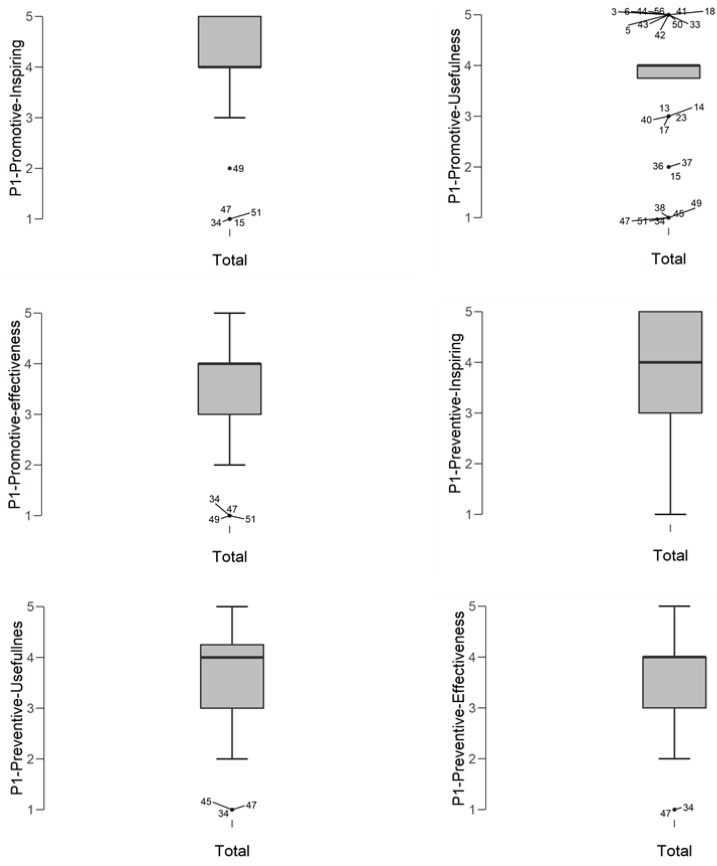 P1-Promotive-Inspiring
5
4
3
2
1
49
47
51
34
15
Total
P1-Promotive-Usefulness
5
4
3
2
1
3 6 44 56 41 18
5 43 42 50 33
13 14
40 17 23
36 37
15
38 49
47 51 34 45
Total
P1-Promotive-effectiveness
5
4
3
2
1
34
47
49 51
Total
P1-Preventive-Inspiring
5
4
3
2
1
Total
P1-Preventive-Usefullnes
5
4
3
2
1
45 47
34
Total
P1-Preventive-Effectiveness
5
4
3
2
1
47 34
Total